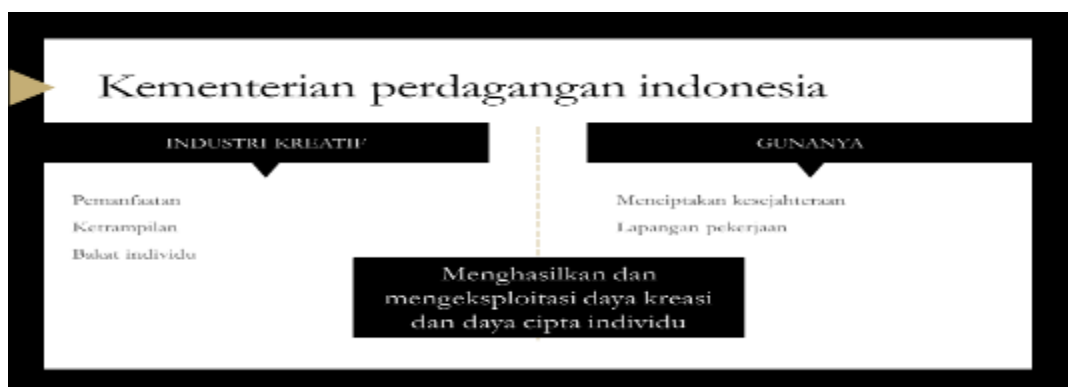 Kementerian perdagangan indonesia
INDUSTRI KREATIF
Pemanfaatan
Ketrampilan
Bakat individu
GUNANYA
Menciptakan kesejahteraan
Lapangan pekerjaan
Menghasilkan dan
mengeksploitasi daya kreasi
dan daya cipta individu